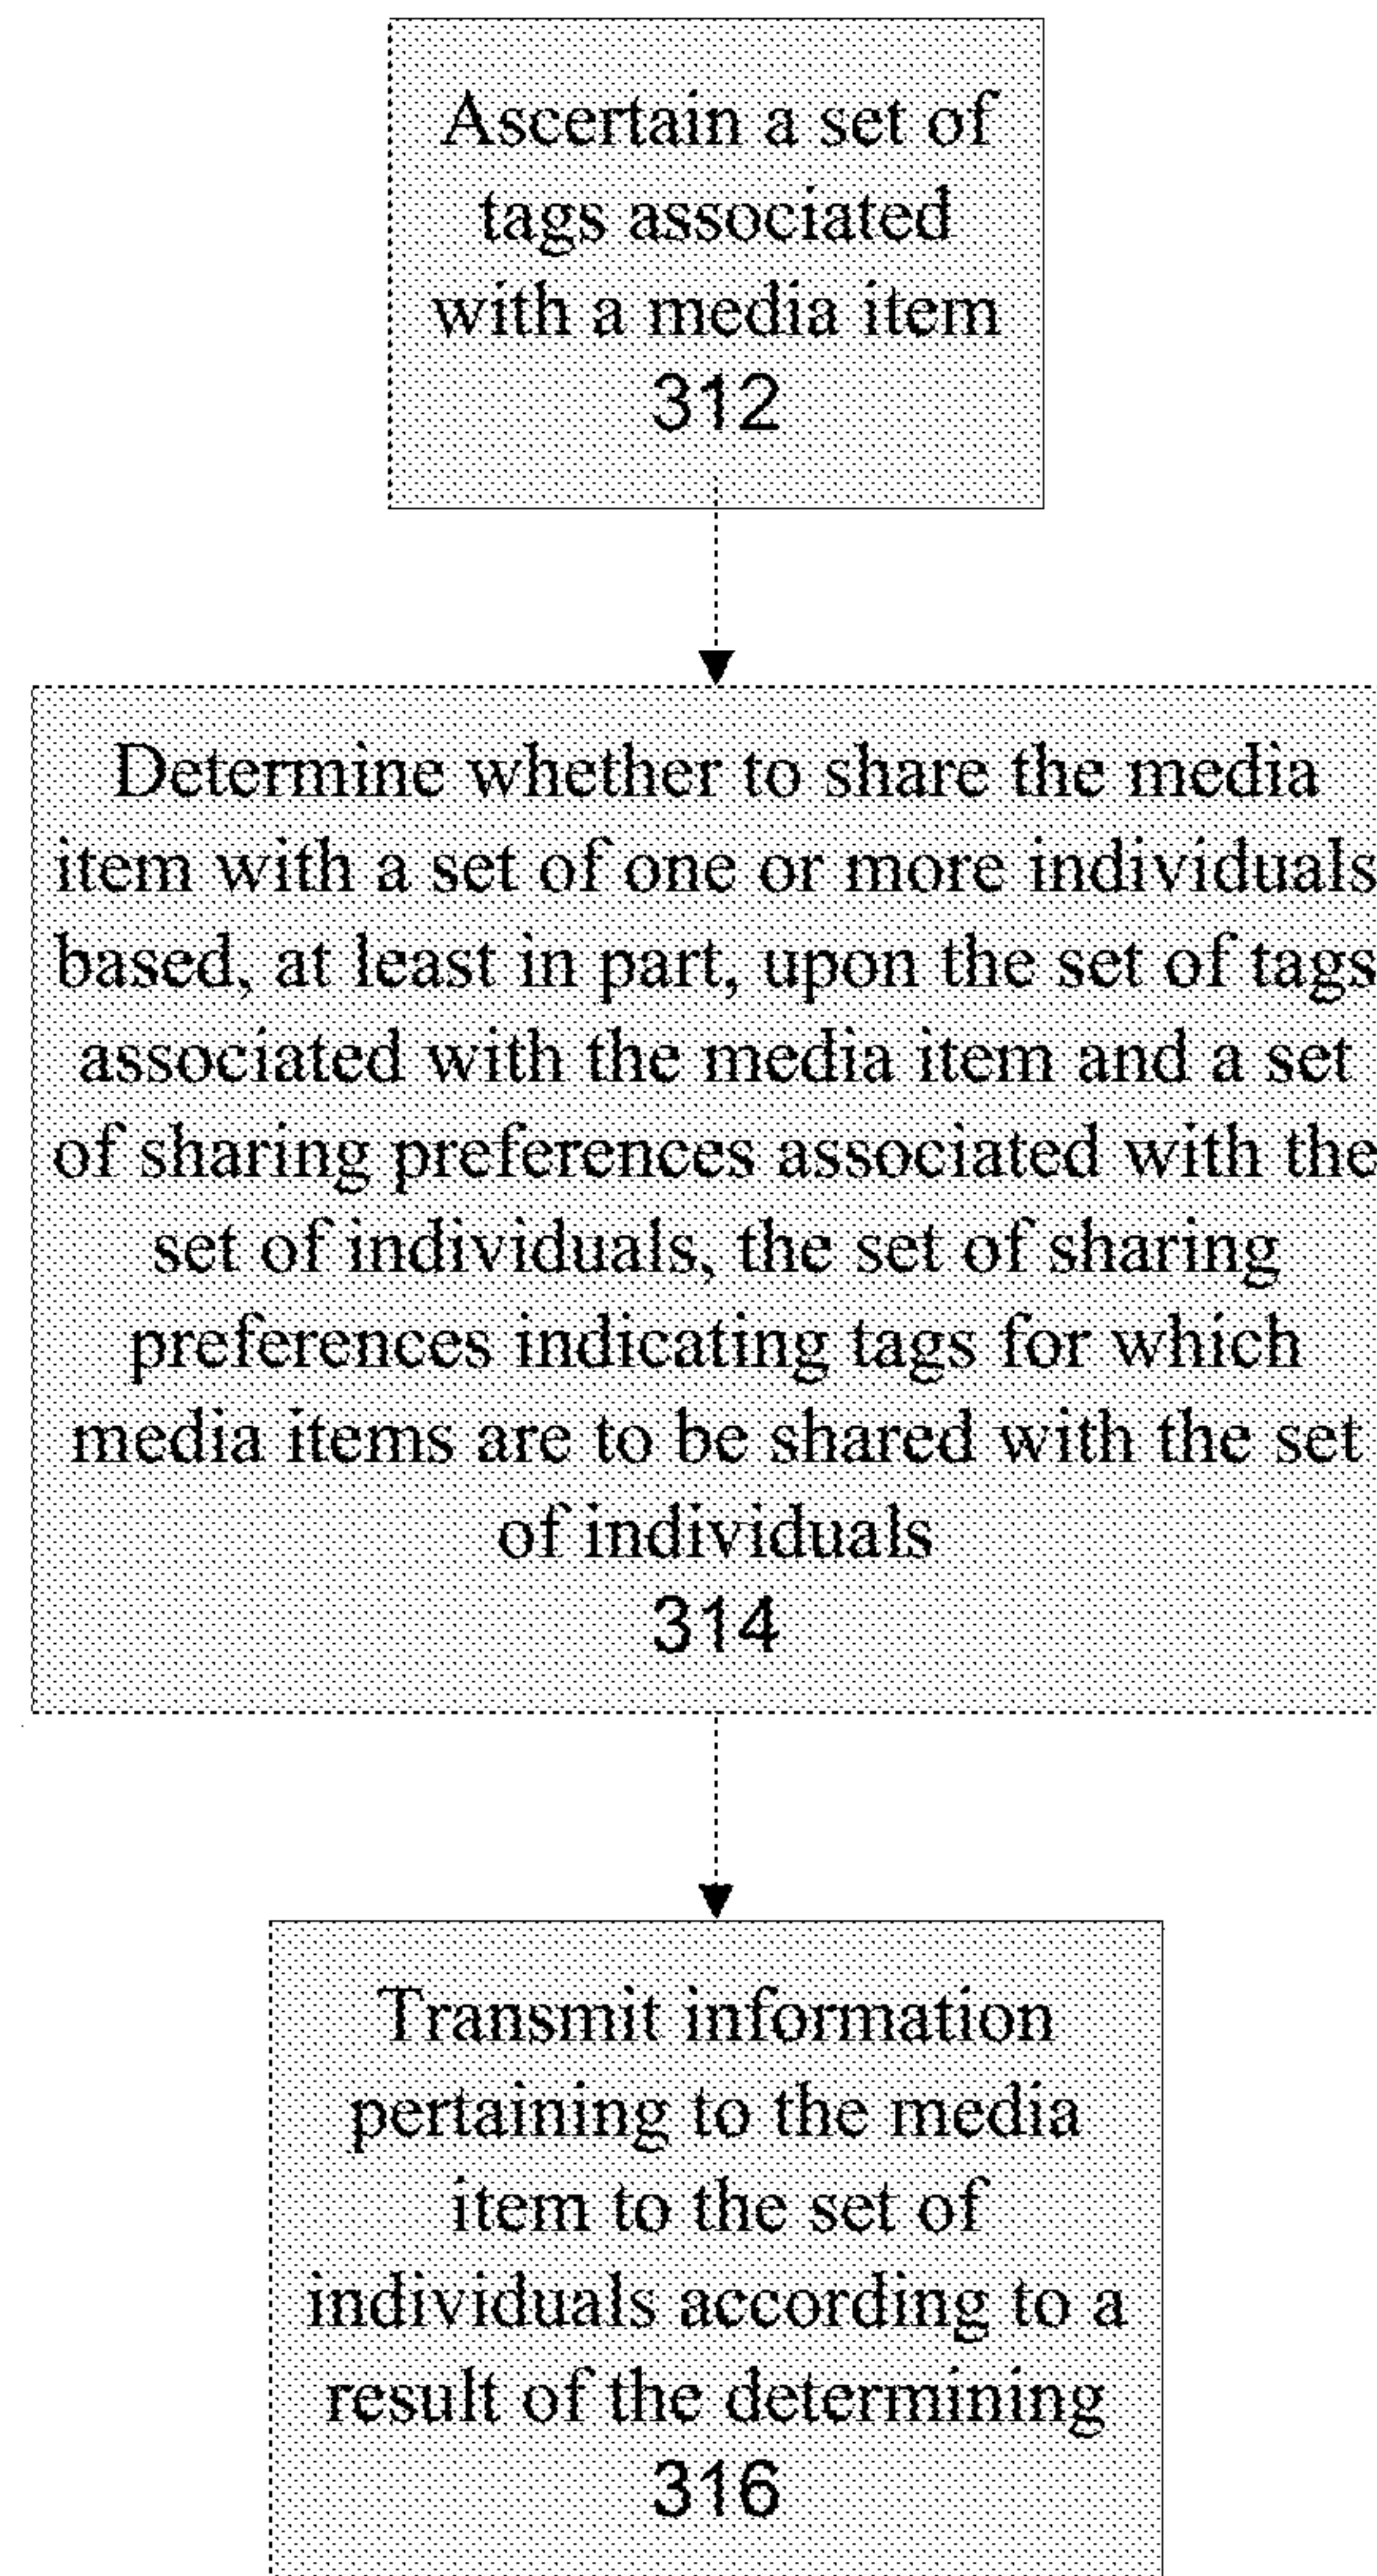 Ascertain a set of
tags associated
with a media item
312
Determine whether to share the media
item with a set of one or more individuals
based, at least in part, upon the set of tags
associated with the media item and a set
of sharing preferences associated with the
set of individuals, the set of sharing
preferences indicating tags for which
media items are to be shared with the set
of individuals
314
Transmit information
pertaining to the media
item to the set of
individuals according to a
result of the determining
316